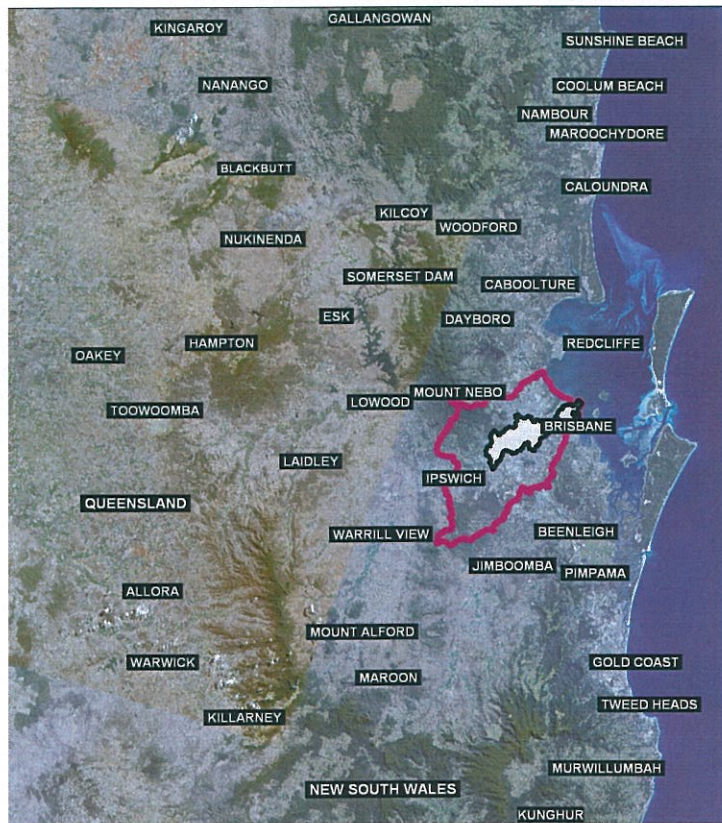 GALLANGOWAN
KINGAROY
SUNSHINE BEACH
NANANGO
COOLUM BEACH
NAMBOUR
MAROOCHYDORE
BLACKBUTT
CALOUNDRA
KILCOY
WOODFORD
NUKINENDA
SOMERSET DAM
CABOOLTURE
ESK
DAYBORO
HAMPTON
REDCLIFFE
OAKEY
MOUNT NEBO
LOWOOD
TOOWOOMBA
BRISBANE
LAIDLEY
IPSWICH
QUEENSLAND
WARRILL VIEW
BEENLEIGH
JIMBOOMBA
PIMPAMA
ALLORA
MOUNT ALFORD
WARWICK
GOLD COAST
MAROON
TWEED HEADS
KILLARNEY
MURWILLUMBAH
NEW SOUTH WALES
KUNGHUR